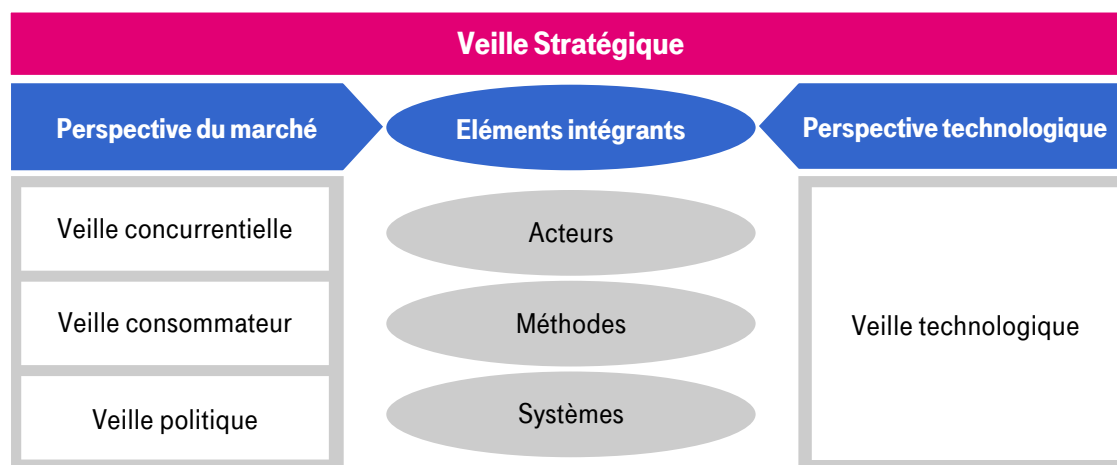 Veille Stratégique
Perspective du marché
Eléments intégrants
Perspective technologique
Veille concurrentielle
Acteurs
Veille consommateur
Méthodes
Veille technologique
Veille politique
Systèmes